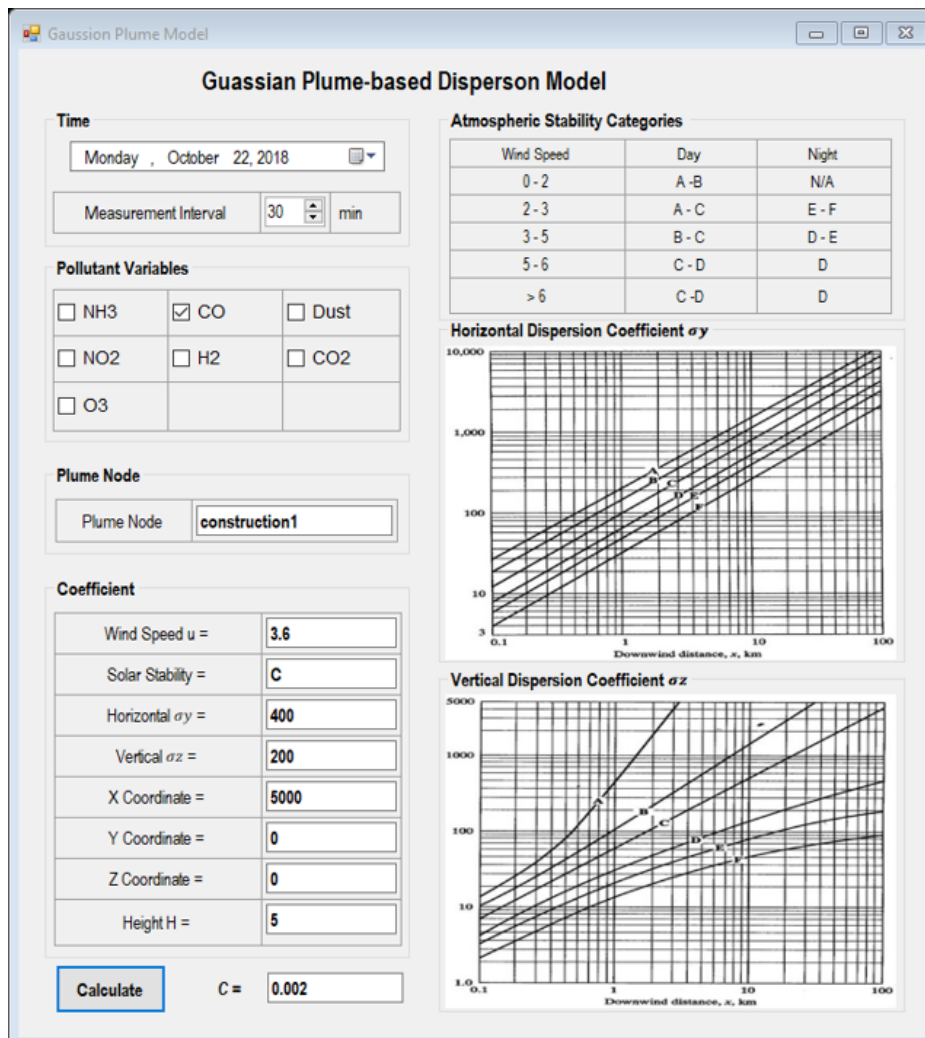 Gaussion Plume Model
Guassian Plume-based Disperson Model
Time
Monday , October 22, 2018
Measurement Interval 30 min
Pollutant Variables
NH3 CO Dust
NO2 H2 CO2
O3
Plume Node
Plume Node construction1
Coefficient
Wind Speed u = 3.6
Solar Stability = C
Horizontal σy = 400
Vertical σz = 200
X Coordinate = 5000
Y Coordinate = 0
Z Coordinate = 0
Height H = 5
Calculate C = 0.002
Atmospheric Stability Categories
Wind Speed Day Night
0 - 2 A -B N/A
2 - 3 A - C E - F
3 - 5 B - C D - E
5 - 6 C - D D
> 6 C -D D
Horizontal Dispersion Coefficient σy
10,000
1,000
100
10
3
A
B
C
D
E
F
0.1 1 10 100
Downwind distance, x, km
Vertical Dispersion Coefficient σz
5000
1000
100
10
1.0
A
B
C
D
E
F
0.1 1 10 100
Downwind distance, x, km